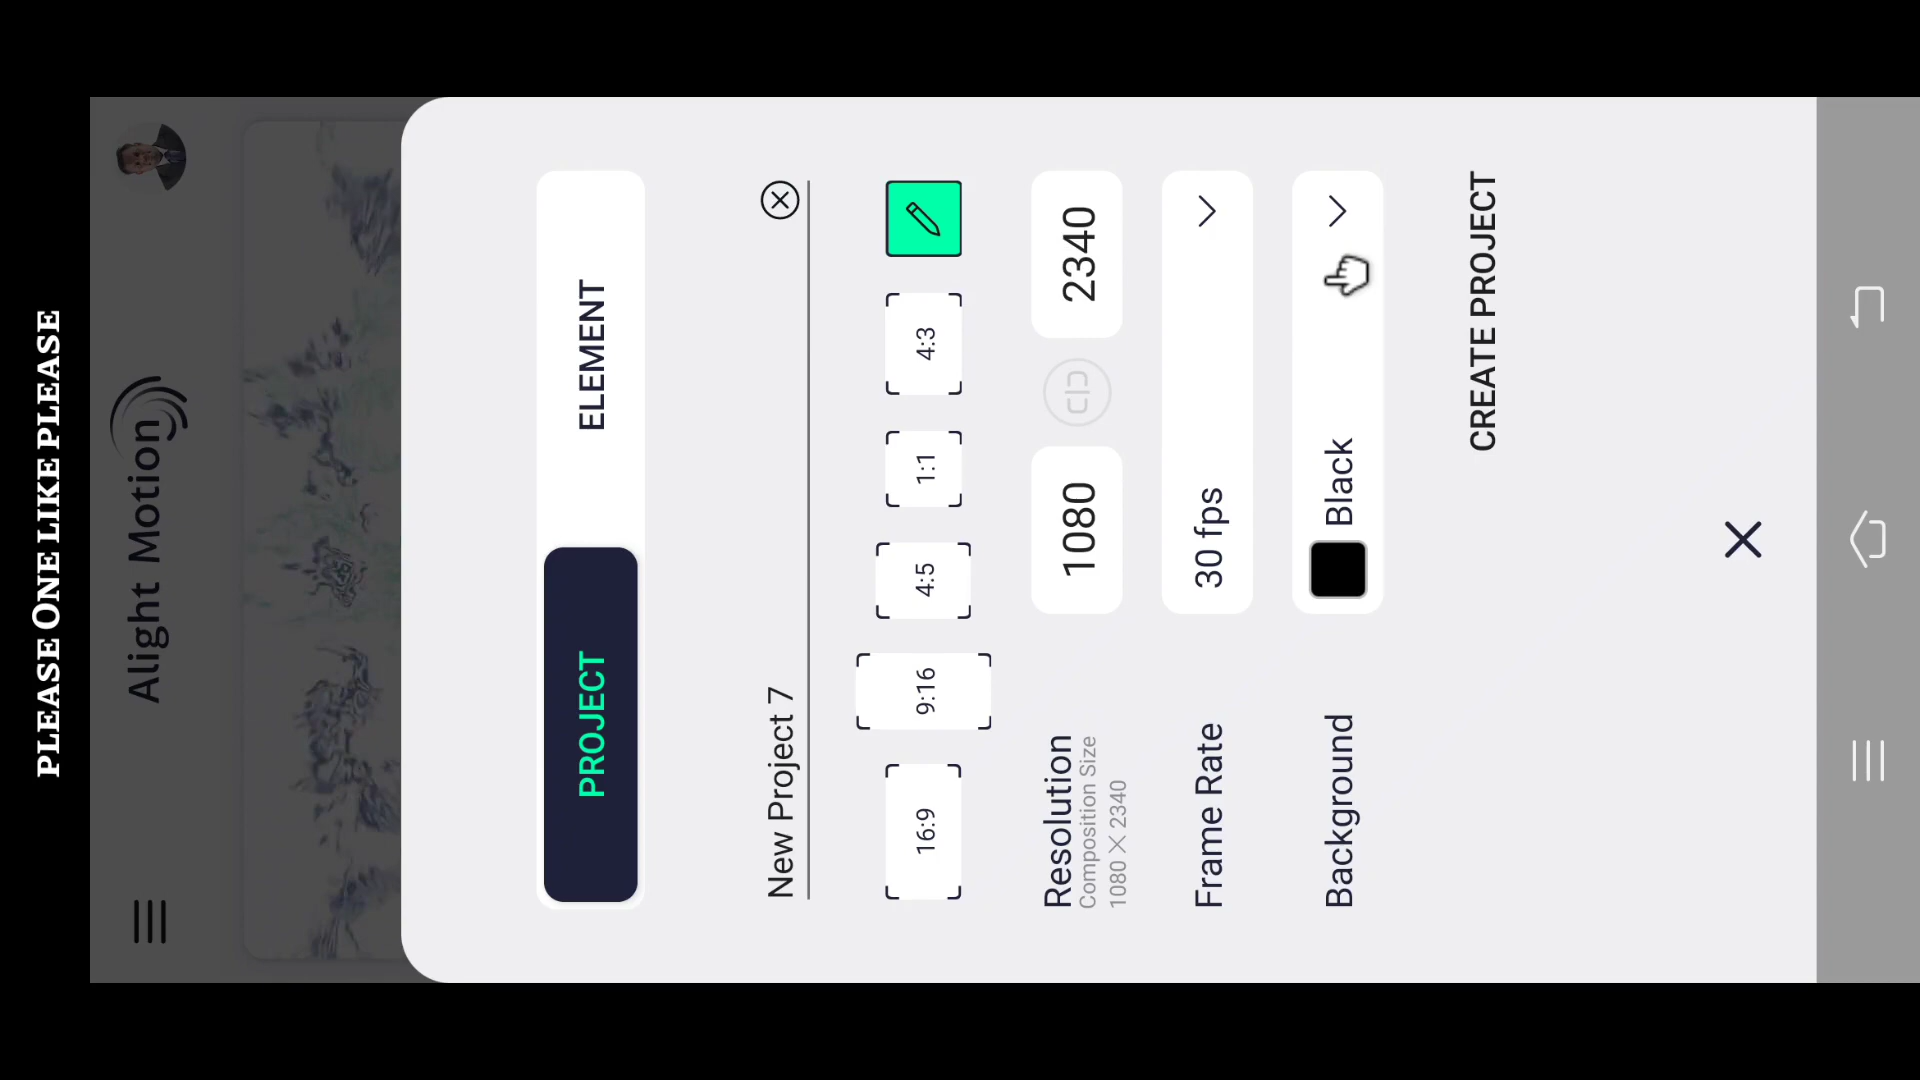 PLEASE ONE LIKE PLEASE
Alight Motion
PROJECT
ELEMENT
New Project 7
16:9
9:16
4:5
1:1
4:3
Resolution
Composition Size
1080 × 2340
1080
2340
Frame Rate
30 fps
Background
Black
CREATE PROJECT